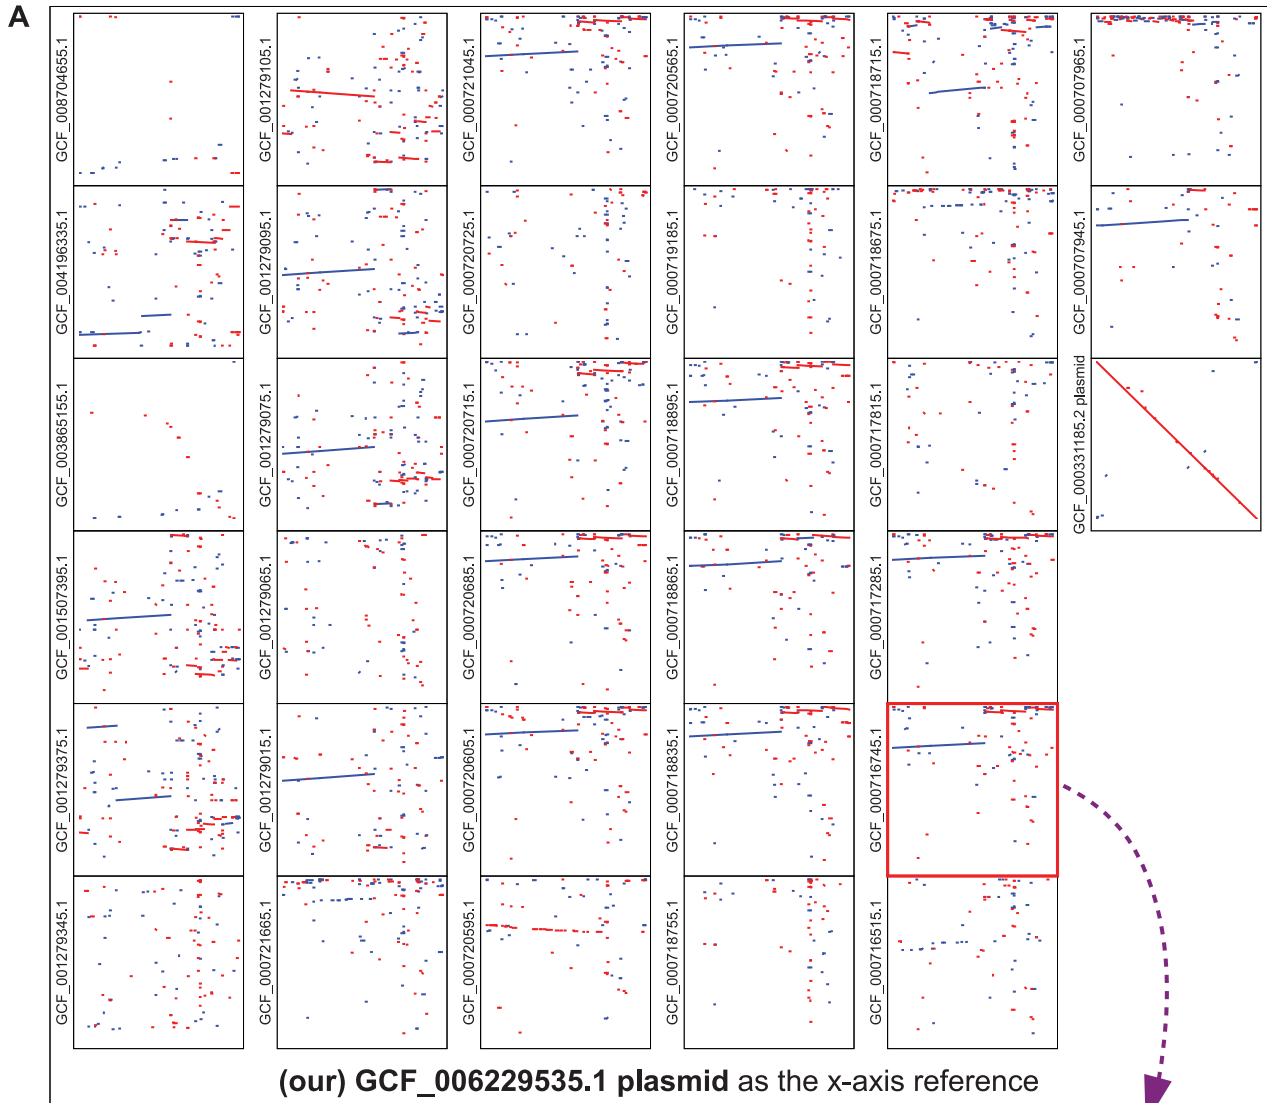 A
GCF_008704655.1
GCF_004196335.1
GCF_003865155.1
GCF_001507395.1
GCF_001279375.1
GCF_001279345.1
GCF_001279105.1
GCF_001279095.1
GCF_001279075.1
GCF_001279065.1
GCF_001279015.1
GCF_000721665.1
GCF_000721045.1
GCF_000720725.1
GCF_000720715.1
GCF_000720685.1
GCF_000720605.1
GCF_000720595.1
GCF_000720565.1
GCF_000719185.1
GCF_000718895.1
GCF_000718865.1
GCF_000718835.1
GCF_000718755.1
GCF_000718715.1
GCF_000718675.1
GCF_000717815.1
GCF_000717285.1
GCF_000716745.1
GCF_000716515.1
GCF_000707965.1
GCF_000707945.1
GCF_000331185.2 plasmid
(our) GCF_006229535.1 plasmid as the x-axis reference